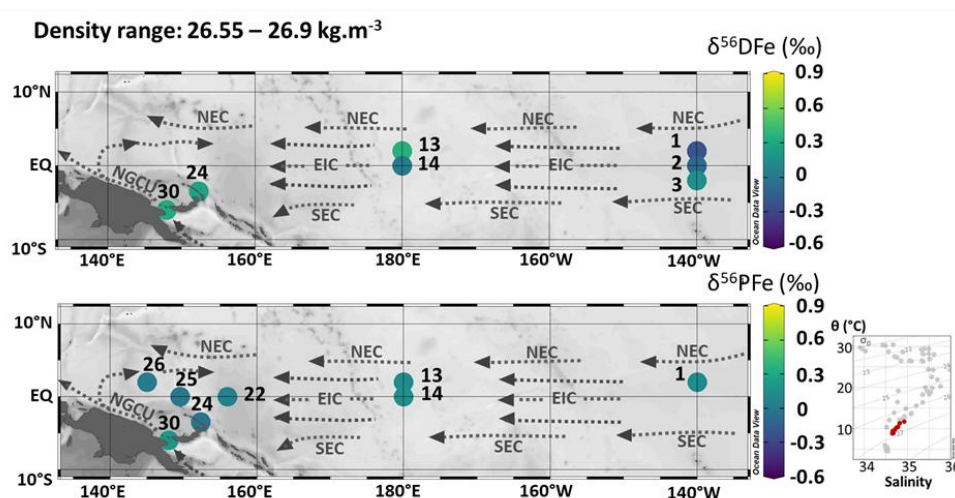 Density range: 26.55 – 26.9 kg.m-3
δ56DFe (‰)
10°N
EQ
10°S
NEC
NEC
NEC
NEC
EIC
SEC
SEC
NGCU
24
30
13
14
1
2
3
140°E
160°E
180°E
160°W
140°W
0.9
0.6
0.3
0
-0.3
-0.6
Ocean Data View
δ56PFe (‰)
10°N
EQ
10°S
NEC
NEC
NEC
NEC
EIC
EIC
SEC
SEC
SEC
NGCU
26
25
24
22
30
13
14
1
140°E
160°E
180°E
160°W
140°W
0.9
0.6
0.3
0
-0.3
-0.6
Ocean Data View
θ (°C)
30
20
10
34
35
36
Salinity